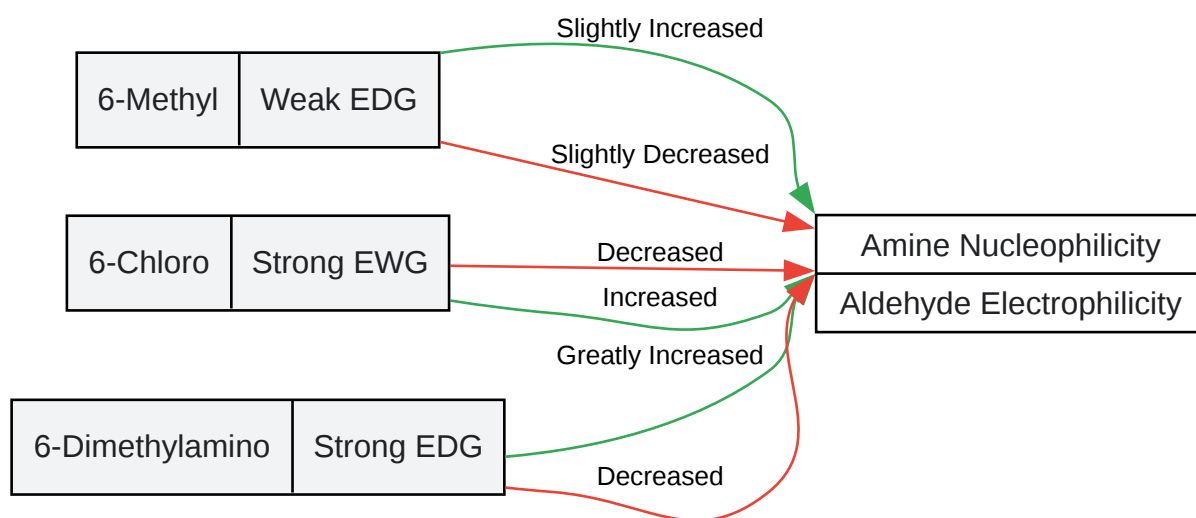 Slightly Increased
6-Methyl
Weak EDG
Slightly Decreased
6-Chloro
Strong EWG
Decreased
Increased
Amine Nucleophilicity
Aldehyde Electrophilicity
Greatly Increased
6-Dimethylamino
Strong EDG
Decreased